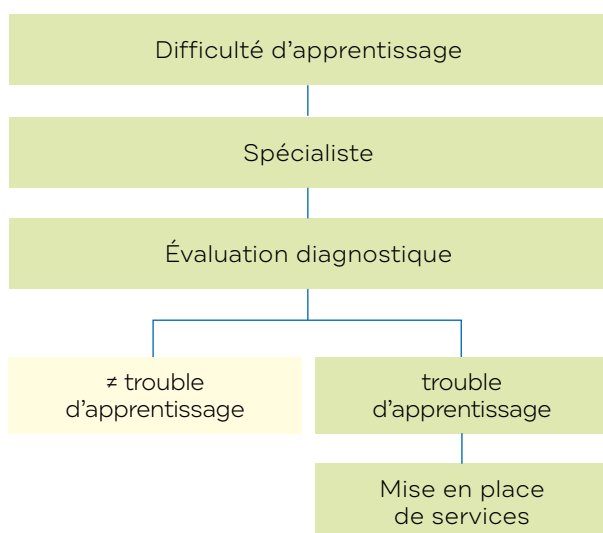 Difficulté d’apprentissage
Spécialiste
Évaluation diagnostique
≠ trouble
d’apprentissage
trouble
d’apprentissage
Mise en place
de services